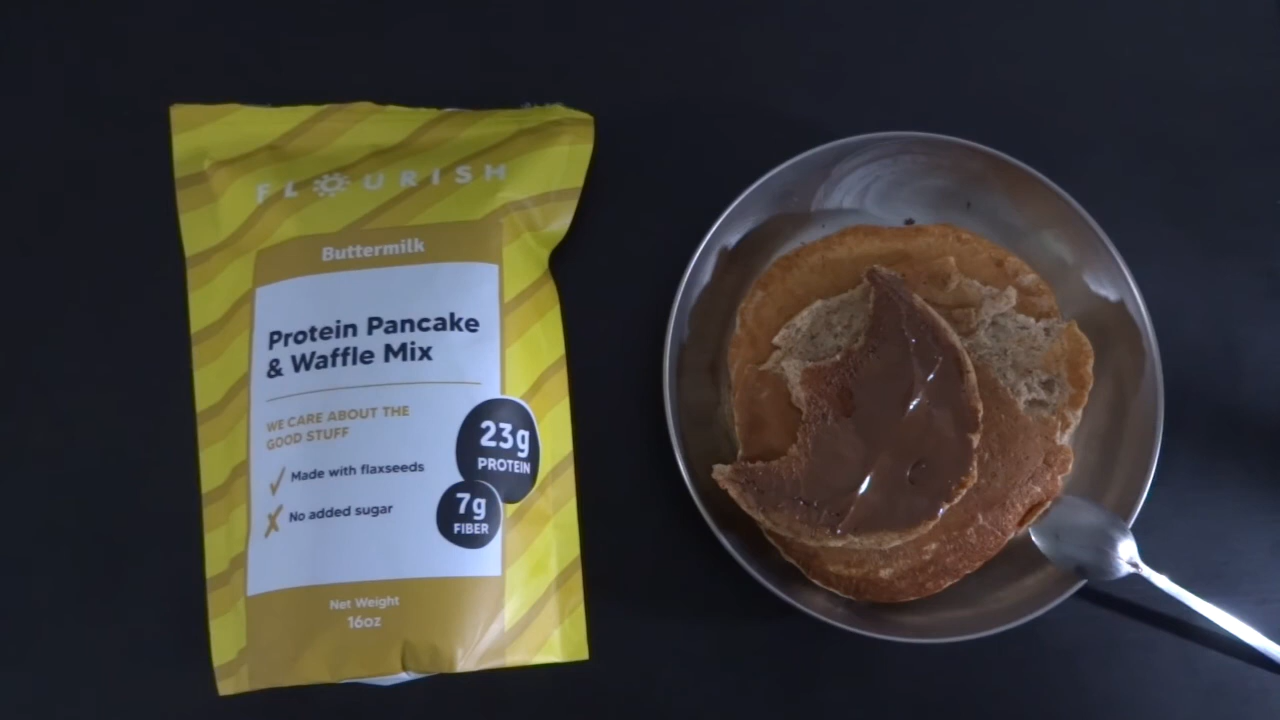 FLOURISH
Buttermilk
Protein Pancake
& Waffle Mix
WE CARE ABOUT THE
GOOD STUFF
Made with flaxseeds
No added sugar
23g
PROTEIN
7g
FIBER
Net Weight
16oz